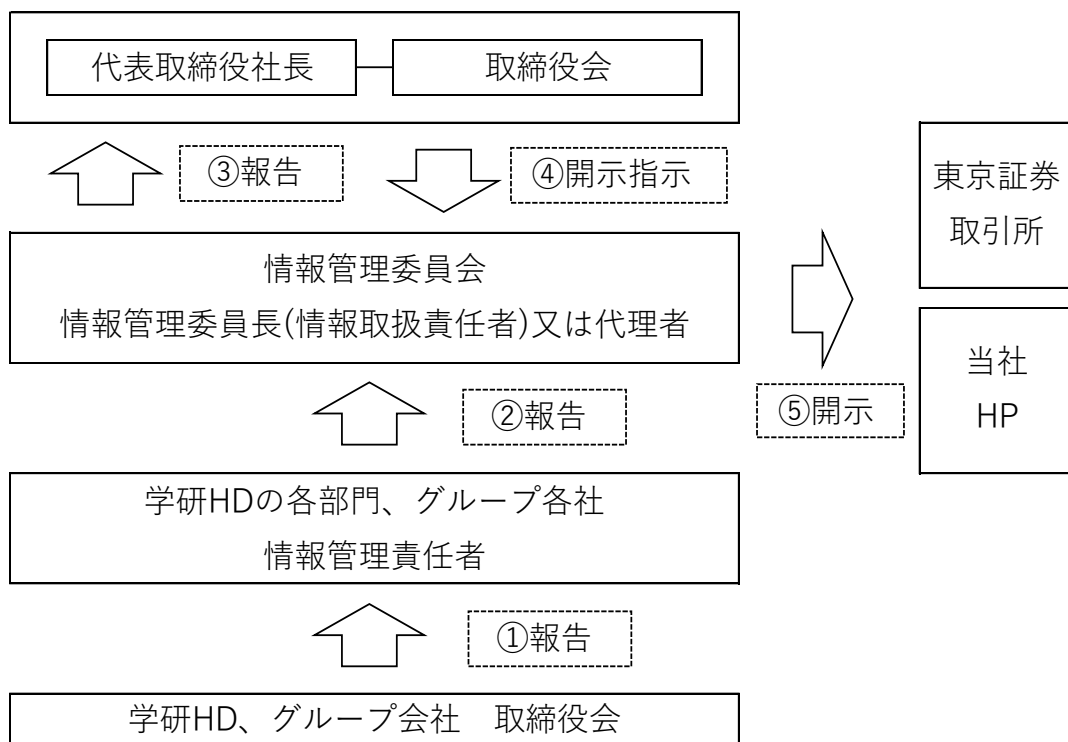 代表取締役社長
取締役会
③報告
④開示指示
東京証券
取引所
情報管理委員会
情報管理委員長(情報取扱責任者)又は代理者
当社
HP
②報告
⑤開示
学研HDの各部門、グループ各社
情報管理責任者
①報告
学研HD、グループ会社　取締役会